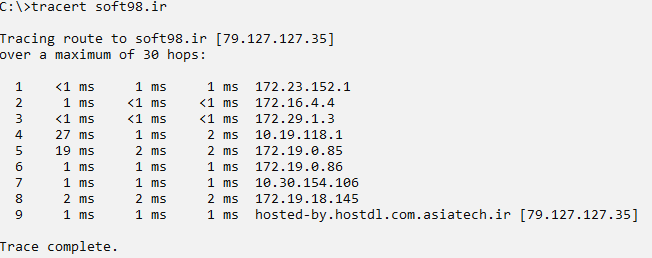 C:\>tracert soft98.ir
Tracing route to soft98.ir [79.127.127.35]
over a maximum of 30 hops:
1 <1 ms 1 ms 1 ms 172.23.152.1
2 1 ms <1 ms <1 ms 172.16.4.4
3 <1 ms <1 ms <1 ms 172.29.1.3
4 27 ms 1 ms 2 ms 10.19.118.1
5 19 ms 2 ms 2 ms 172.19.0.85
6 1 ms 1 ms 1 ms 172.19.0.86
7 1 ms 1 ms 1 ms 10.30.154.106
8 2 ms 2 ms 2 ms 172.19.18.145
9 1 ms 1 ms 1 ms hosted-by.hostdl.com.asiatech.ir [79.127.127.35]
Trace complete.